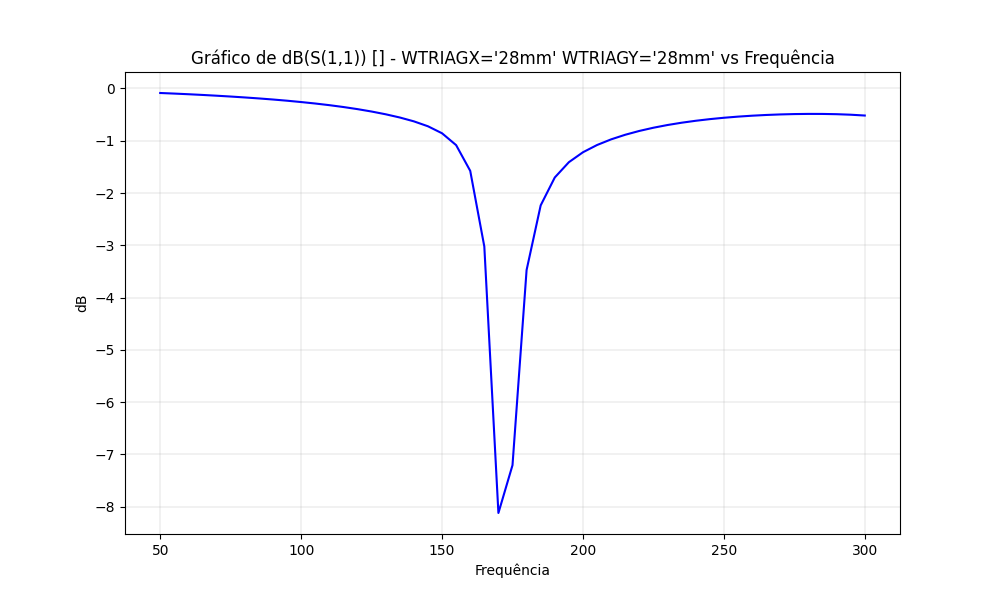 Gráfico de dB(S(1,1)) [] - WTRIAGX='28mm' WTRIAGY='28mm' vs Frequência
0
−1
−2
−3
−4
−5
−6
−7
−8
dB
50 100 150 200 250 300
Frequência